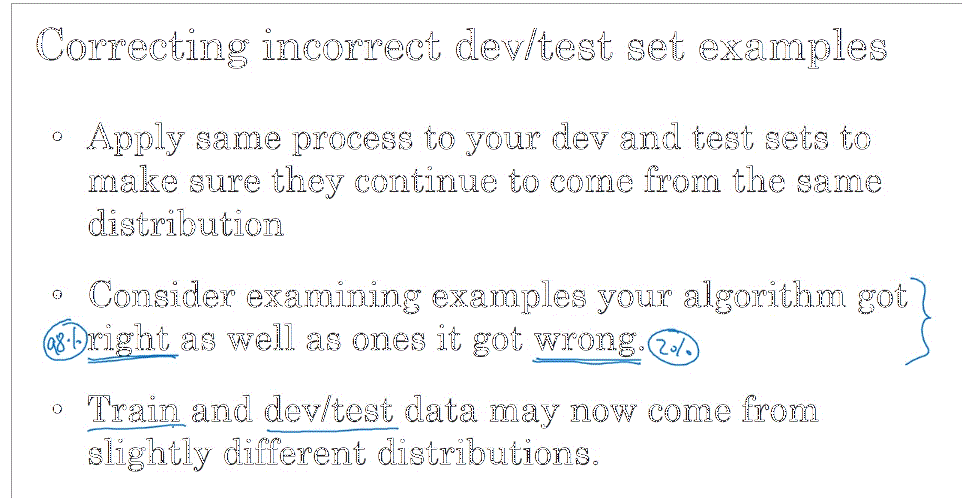 Correcting incorrect dev/test set examples
• Apply same process to your dev and test sets to
make sure they continue to come from the same
distribution
• Consider examining examples your algorithm got
98% right as well as ones it got wrong. 2%
• Train and dev/test data may now come from
slightly different distributions.